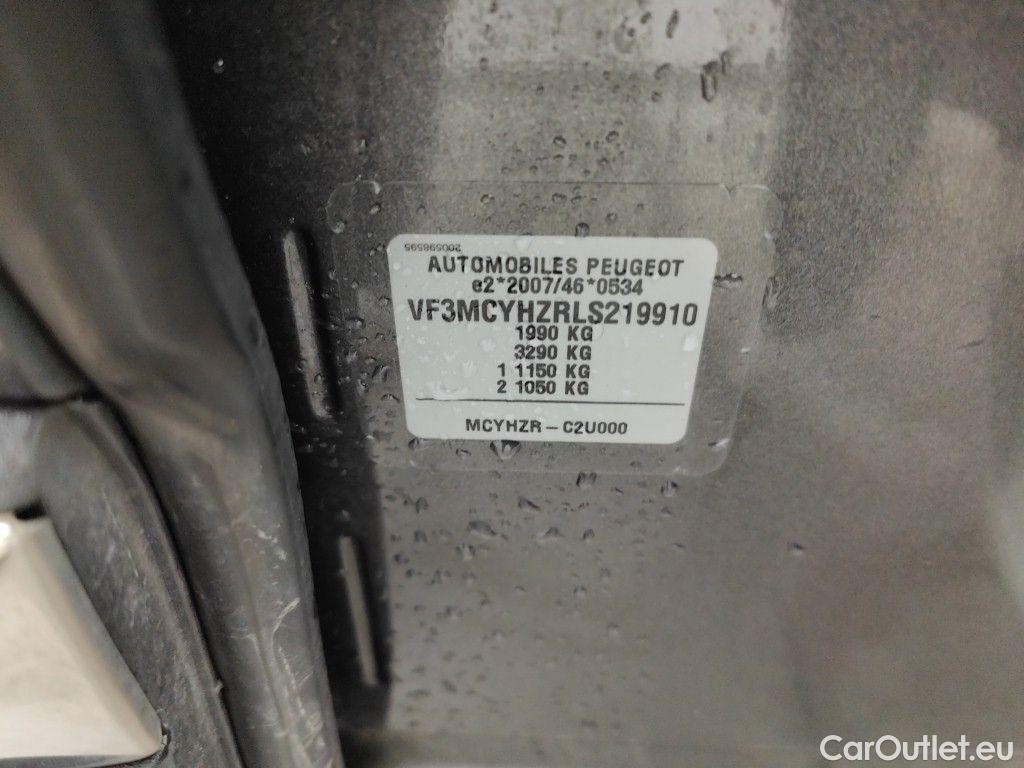 200598595
AUTOMOBILES PEUGEOT
e2*2007/46*0534
VF3MCYHZRLS219910
1990 KG
3290 KG
1 1150 KG
2 1050 KG
MCYHZR – C2U000
CarOutlet.eu